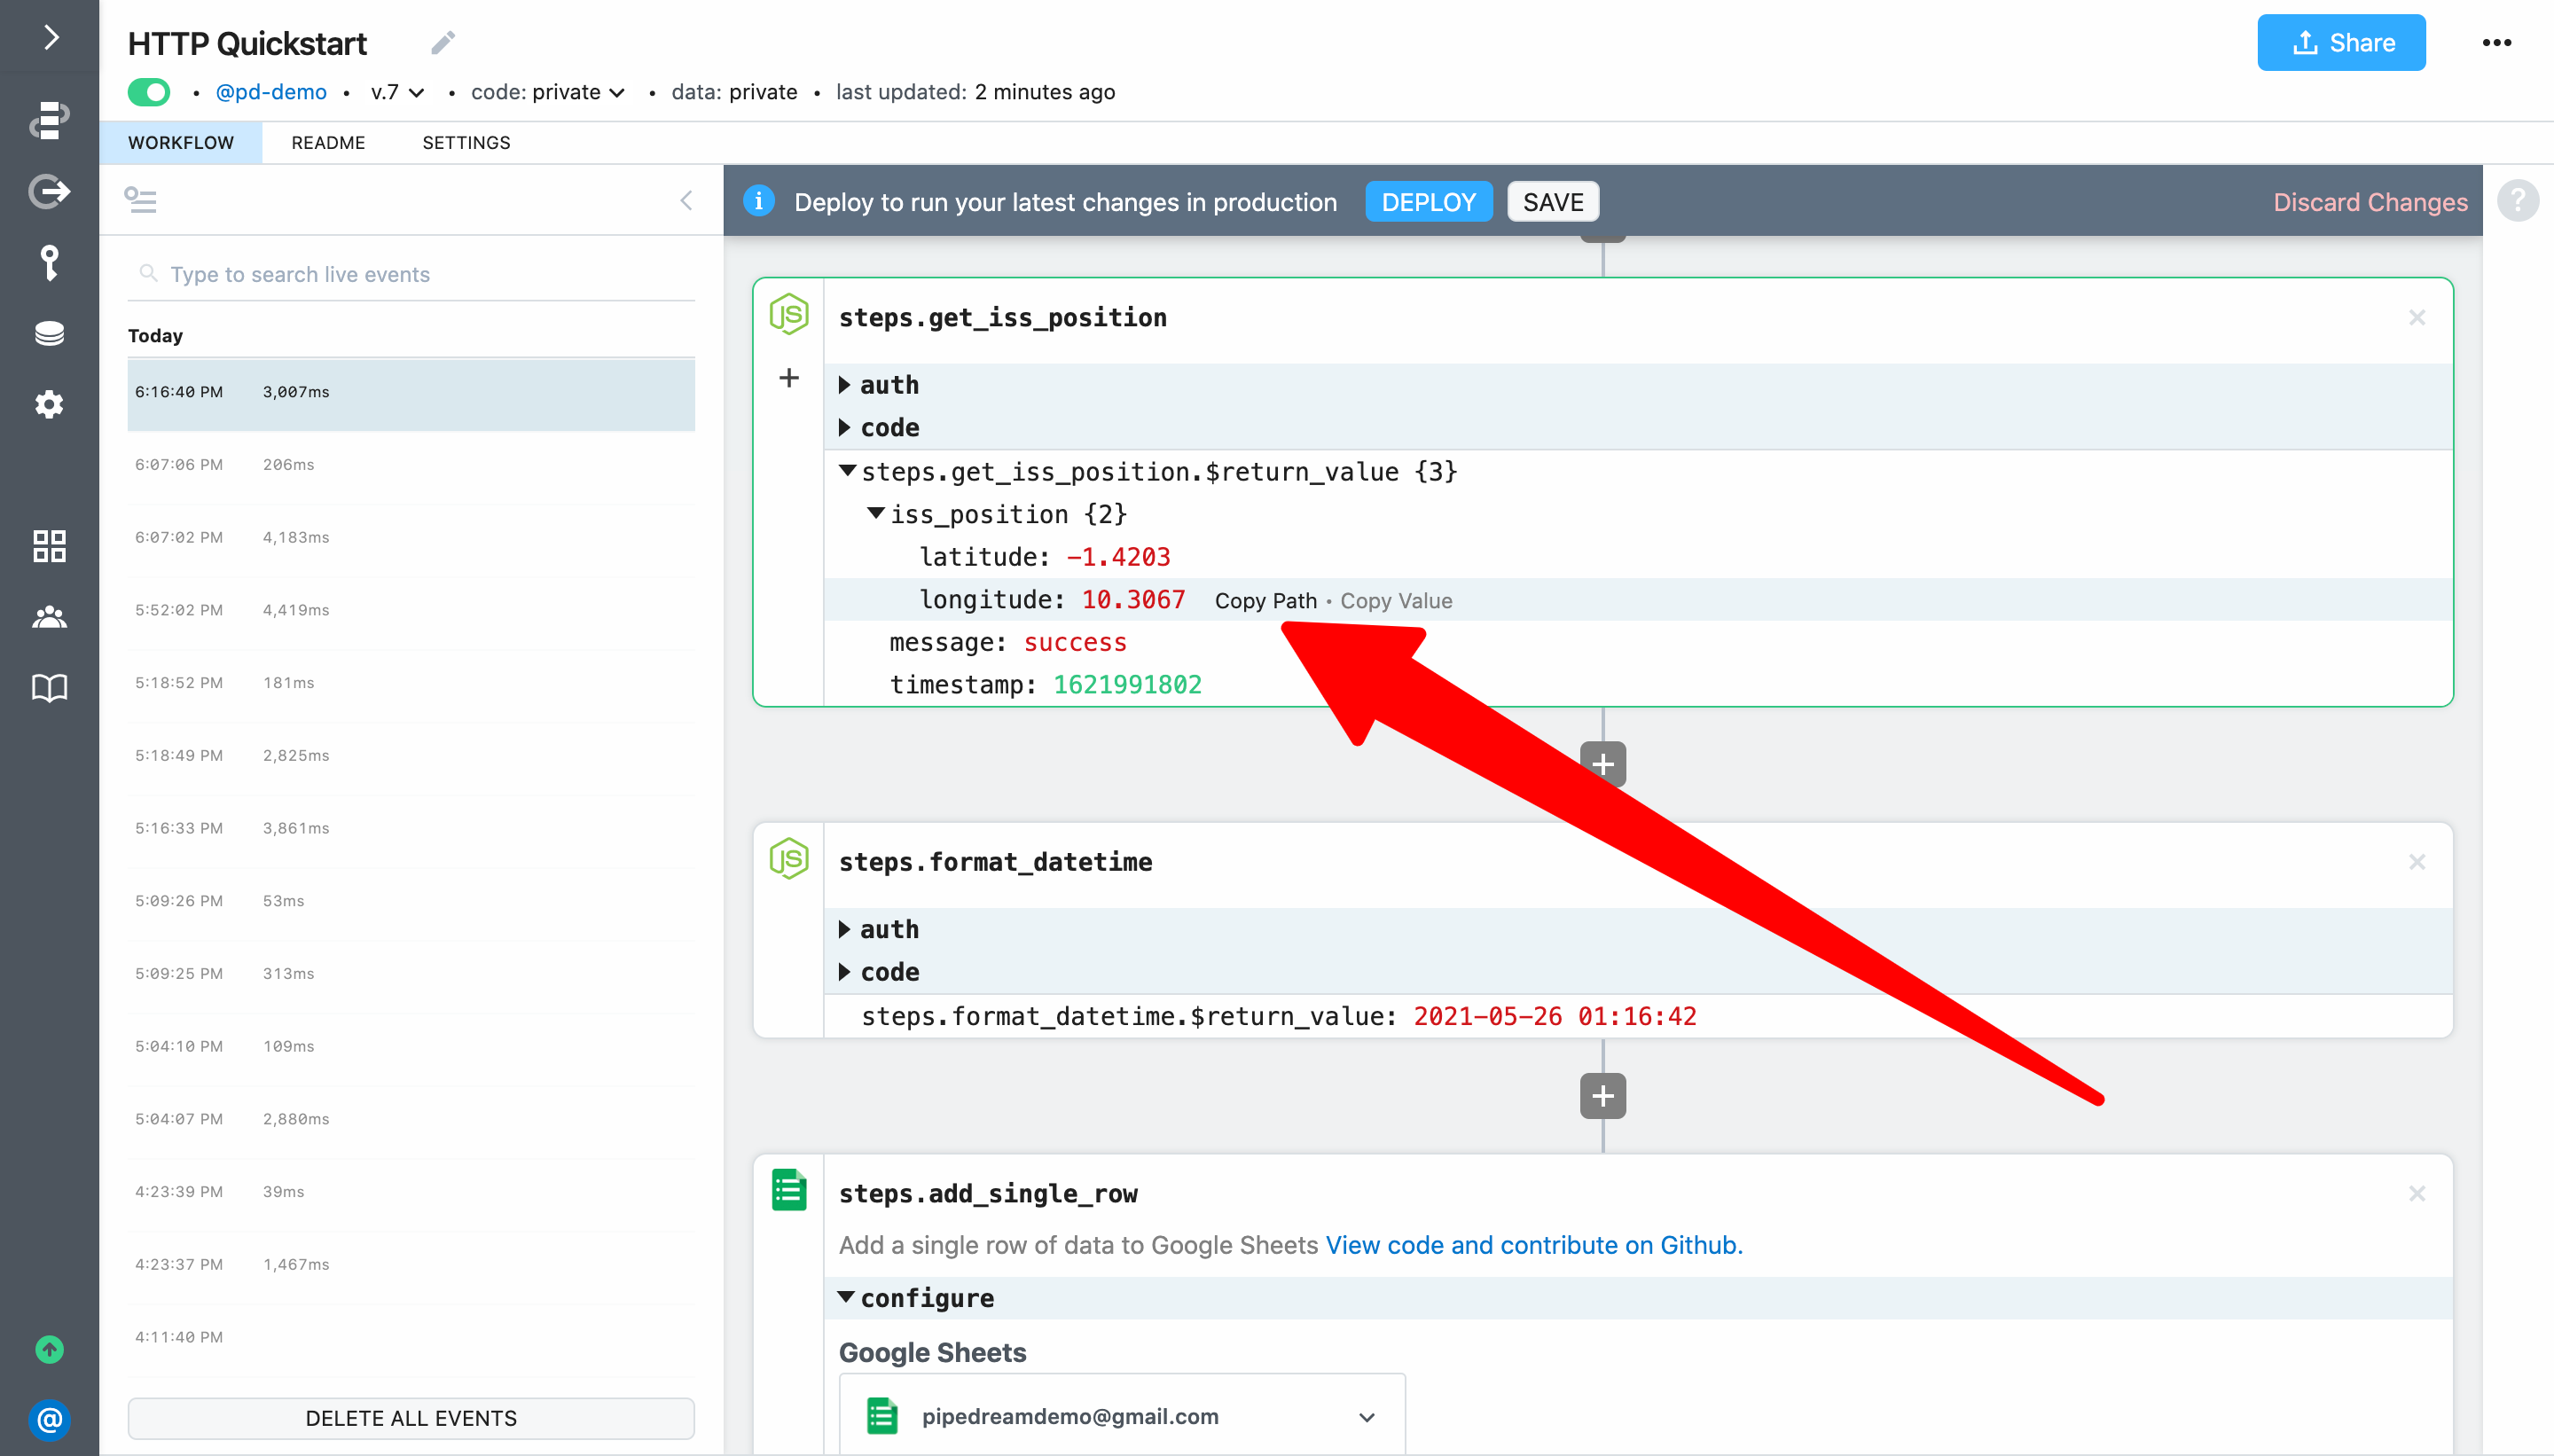 HTTP Quickstart
Share
• @pd-demo • v.7 • code: private • data: private • last updated: 2 minutes ago
WORKFLOW README SETTINGS
i Deploy to run your latest changes in production DEPLOY SAVE Discard Changes ?
Type to search live events
Today
6:16:40 PM 3,007ms
6:07:06 PM 206ms
6:07:02 PM 4,183ms
5:52:02 PM 4,419ms
5:18:52 PM 181ms
5:18:49 PM 2,825ms
5:16:33 PM 3,861ms
5:09:26 PM 53ms
5:09:25 PM 313ms
5:04:10 PM 109ms
5:04:07 PM 2,880ms
4:23:39 PM 39ms
4:23:37 PM 1,467ms
4:11:40 PM
DELETE ALL EVENTS
@
JS steps.get_iss_position
auth
code
steps.get_iss_position.$return_value {3}
iss_position {2}
latitude: -1.4203
longitude: 10.3067 Copy Path • Copy Value
message: success
timestamp: 1621991802
JS steps.format_datetime
auth
code
steps.format_datetime.$return_value: 2021-05-26 01:16:42
steps.add_single_row
Add a single row of data to Google Sheets View code and contribute on Github.
configure
Google Sheets
pipedreamdemo@gmail.com